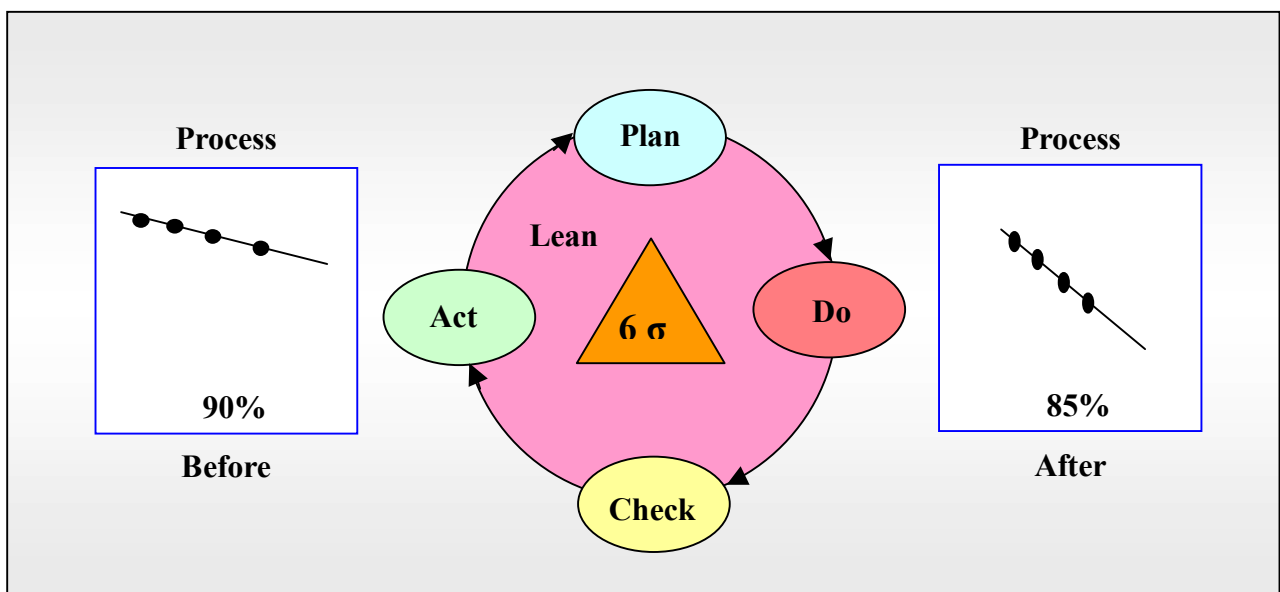 Process
90%
Before
Plan
Lean
6 σ
Act
Do
Check
Process
85%
After